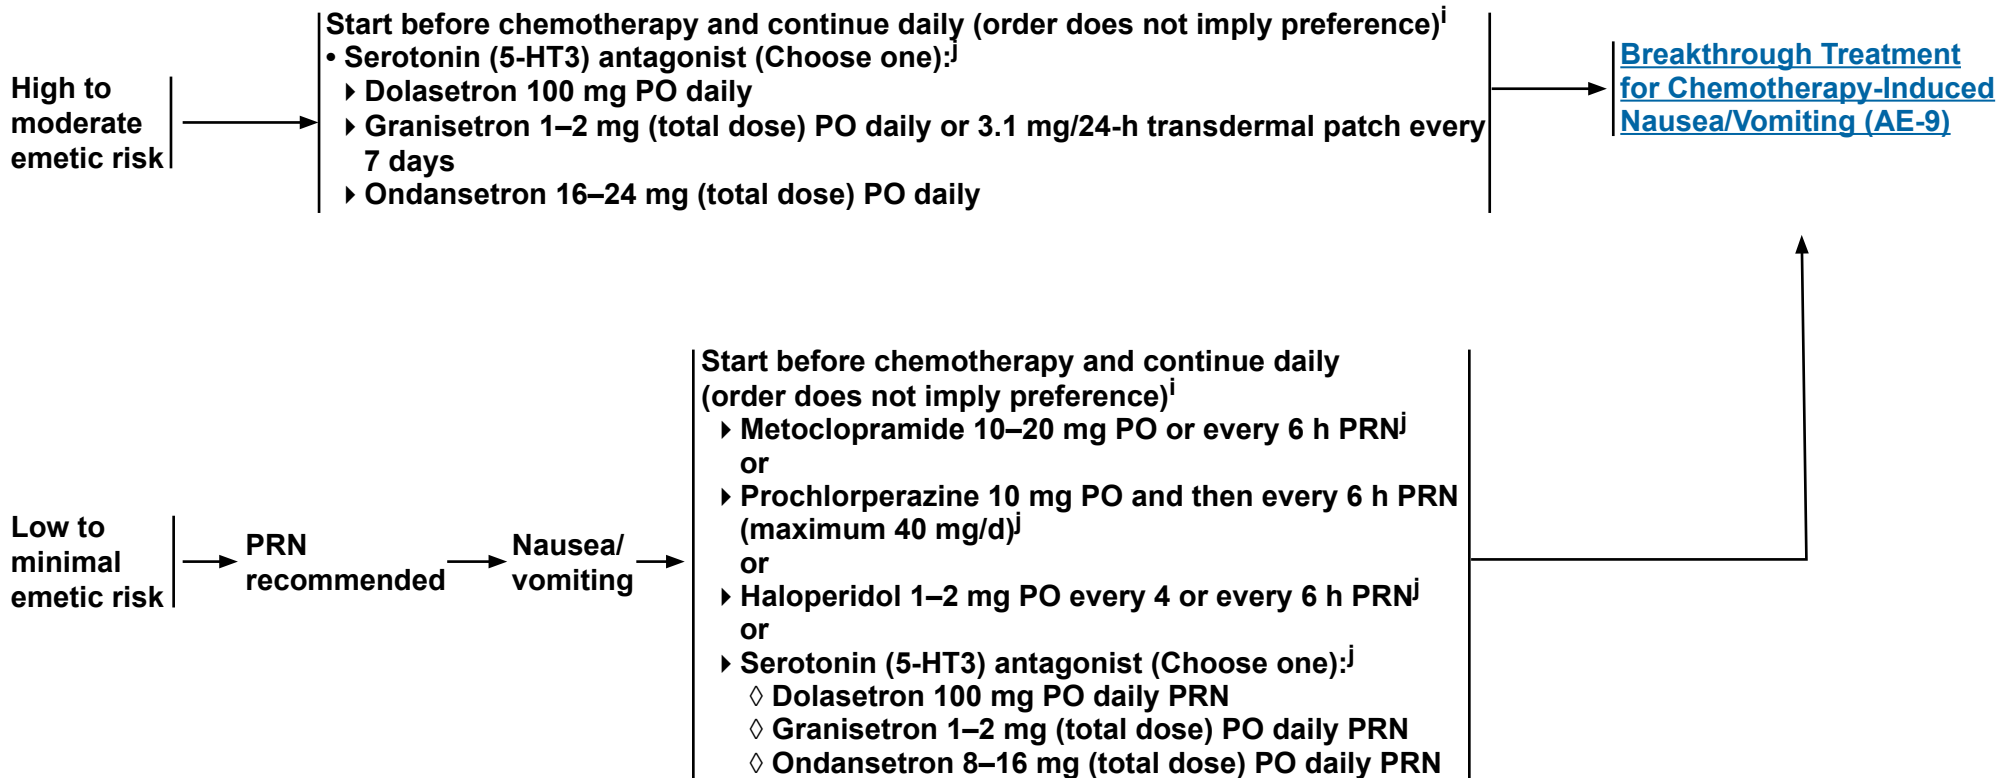 High to
moderate
emetic risk
Start before chemotherapy and continue daily (order does not imply preference)i
• Serotonin (5-HT3) antagonist (Choose one):j
▸ Dolasetron 100 mg PO daily
▸ Granisetron 1–2 mg (total dose) PO daily or 3.1 mg/24-h transdermal patch every
7 days
▸ Ondansetron 16–24 mg (total dose) PO daily
Breakthrough Treatment
for Chemotherapy-Induced
Nausea/Vomiting (AE-9)
Low to
minimal
emetic risk
PRN
recommended
Nausea/
vomiting
Start before chemotherapy and continue daily
(order does not imply preference)i
▸ Metoclopramide 10–20 mg PO or every 6 h PRNj
or
▸ Prochlorperazine 10 mg PO and then every 6 h PRN
(maximum 40 mg/d)j
or
▸ Haloperidol 1–2 mg PO every 4 or every 6 h PRNj
or
▸ Serotonin (5-HT3) antagonist (Choose one):j
◊ Dolasetron 100 mg PO daily PRN
◊ Granisetron 1–2 mg (total dose) PO daily PRN
◊ Ondansetron 8–16 mg (total dose) PO daily PRN